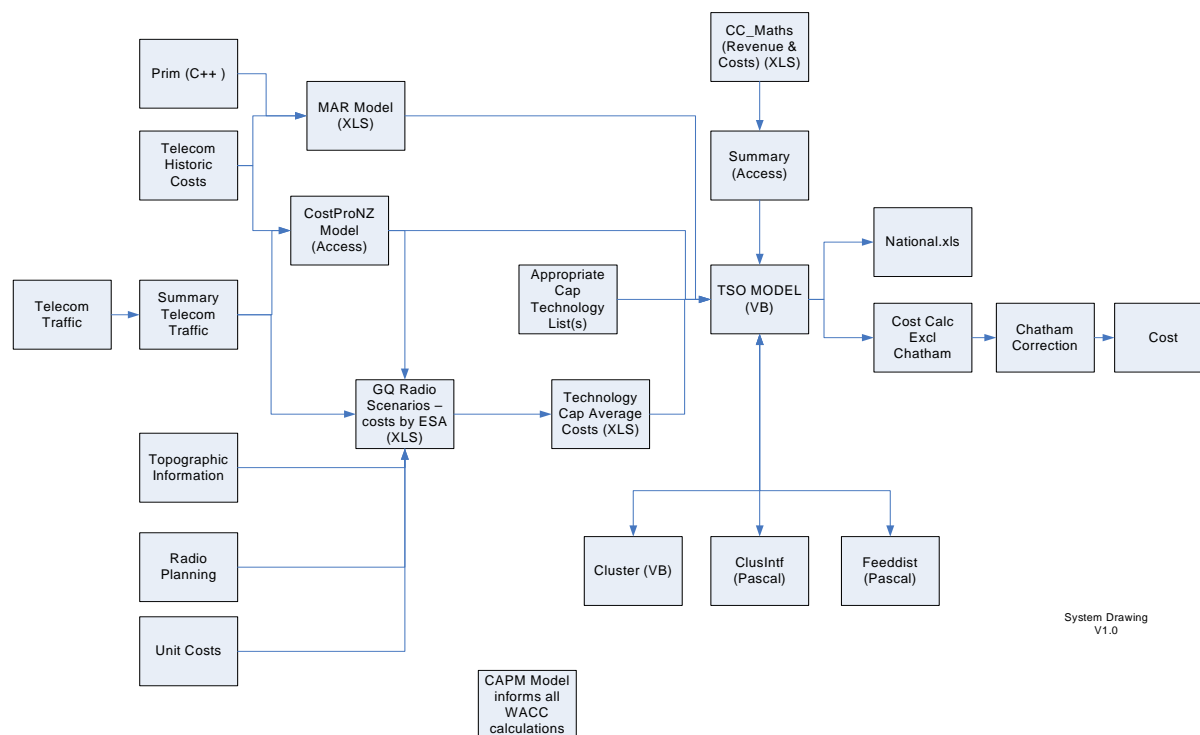 CC_Maths
(Revenue &
Costs) (XLS)
Prim (C++ )
MAR Model
(XLS)
Telecom
Historic
Costs
Summary
(Access)
CostProNZ
Model
(Access)
National.xls
Telecom
Traffic
Summary
Telecom
Traffic
Appropriate
Cap
Technology
List(s)
TSO MODEL
(VB)
Cost Calc
Excl
Chatham
Chatham
Correction
Cost
GQ Radio
Scenarios –
costs by ESA
(XLS)
Technology
Cap Average
Costs (XLS)
Topographic
Information
Radio
Planning
Cluster (VB)
ClusIntf
(Pascal)
Feeddist
(Pascal)
Unit Costs
System Drawing
V1.0
CAPM Model
informs all
WACC
calculations